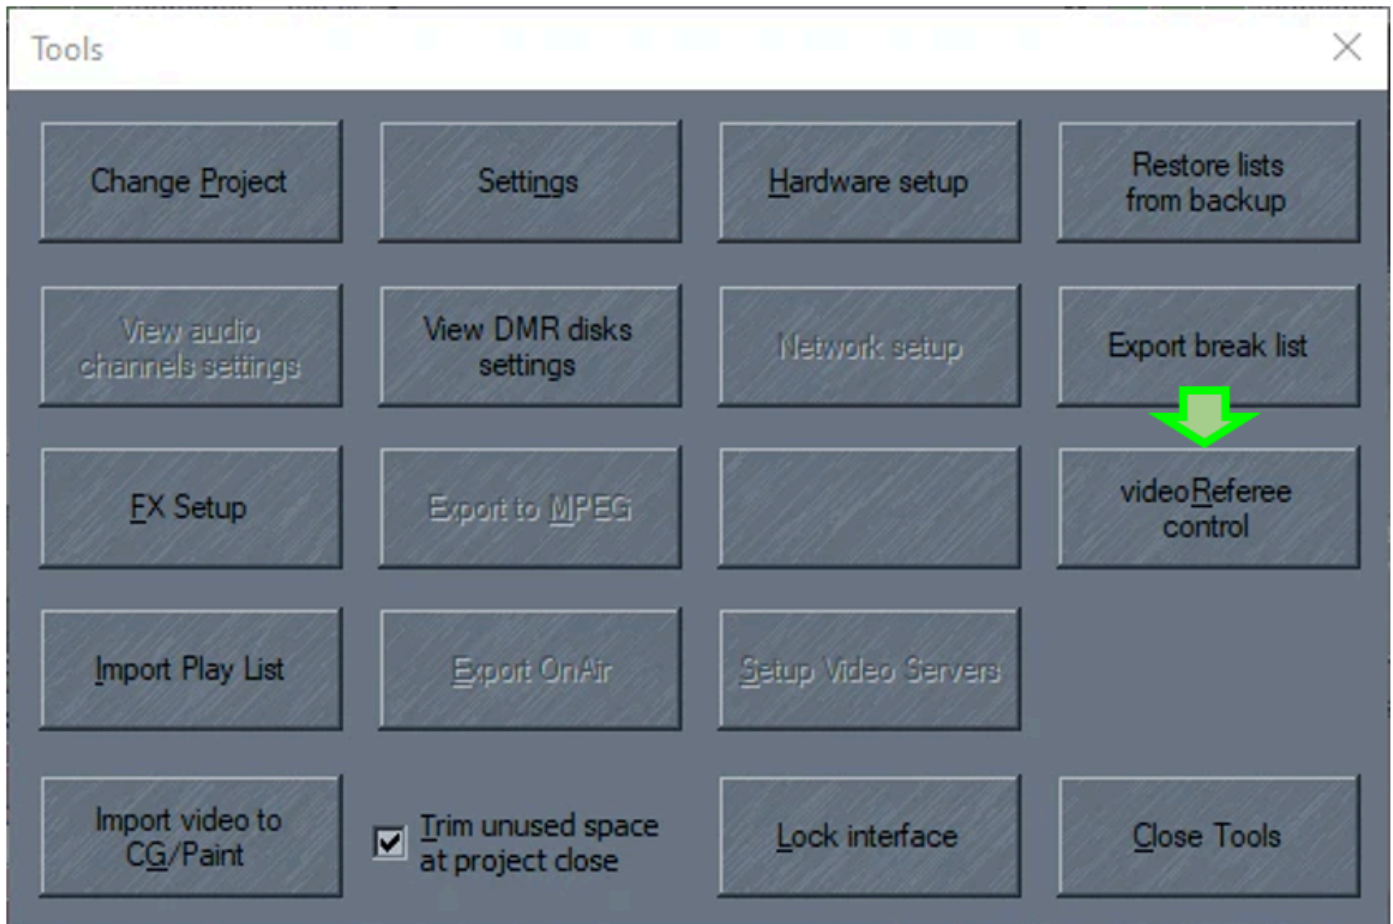 Tools
Change Project
Settings
Hardware setup
Restore lists
from backup
View audio
channels settings
View DMR disks
settings
Network setup
Export break list
FX Setup
Export to MPEG
videoReferee
control
Import Play List
Export OnAir
Setup Video Servers
Import video to
CG/Paint
Trim unused space
at project close
Lock interface
Close Tools